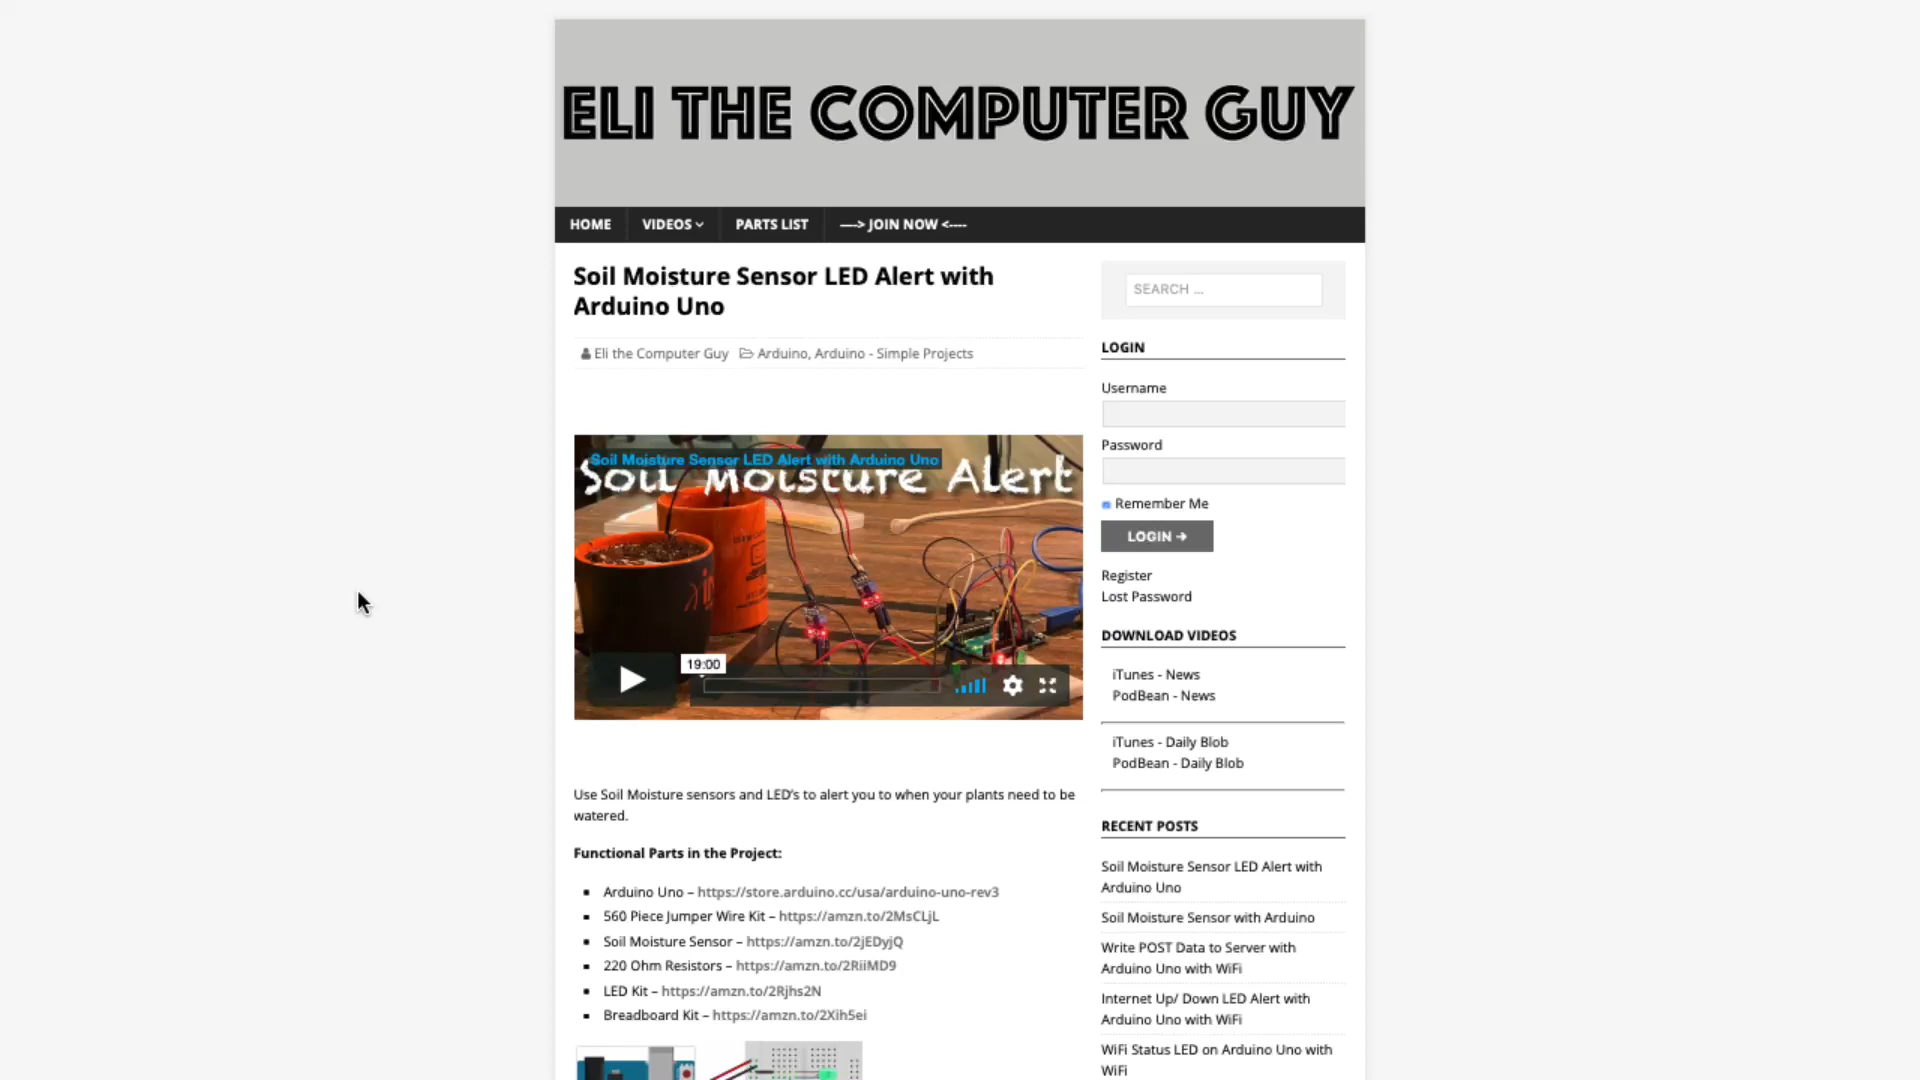 ELI THE COMPUTER GUY
HOME
VIDEOS
PARTS LIST
----> JOIN NOW <----
Soil Moisture Sensor LED Alert with
Arduino Uno
Eli the Computer Guy
Arduino, Arduino - Simple Projects
Soil Moisture Sensor LED Alert with Arduino Uno
Soil Moisture Alert
19:00
Use Soil Moisture sensors and LED's to alert you to when your plants need to be
watered.
Functional Parts in the Project:
Arduino Uno – https://store.arduino.cc/usa/arduino-uno-rev3
560 Piece Jumper Wire Kit – https://amzn.to/2MsCLjL
Soil Moisture Sensor – https://amzn.to/2jEDyjQ
220 Ohm Resistors – https://amzn.to/2RiiMD9
LED Kit – https://amzn.to/2Rjhs2N
Breadboard Kit – https://amzn.to/2Xih5ei
SEARCH …
LOGIN
Username
Password
Remember Me
LOGIN →
Register
Lost Password
DOWNLOAD VIDEOS
iTunes - News
PodBean - News
iTunes - Daily Blob
PodBean - Daily Blob
RECENT POSTS
Soil Moisture Sensor LED Alert with
Arduino Uno
Soil Moisture Sensor with Arduino
Write POST Data to Server with
Arduino Uno with WiFi
Internet Up/ Down LED Alert with
Arduino Uno with WiFi
WiFi Status LED on Arduino Uno with
WiFi